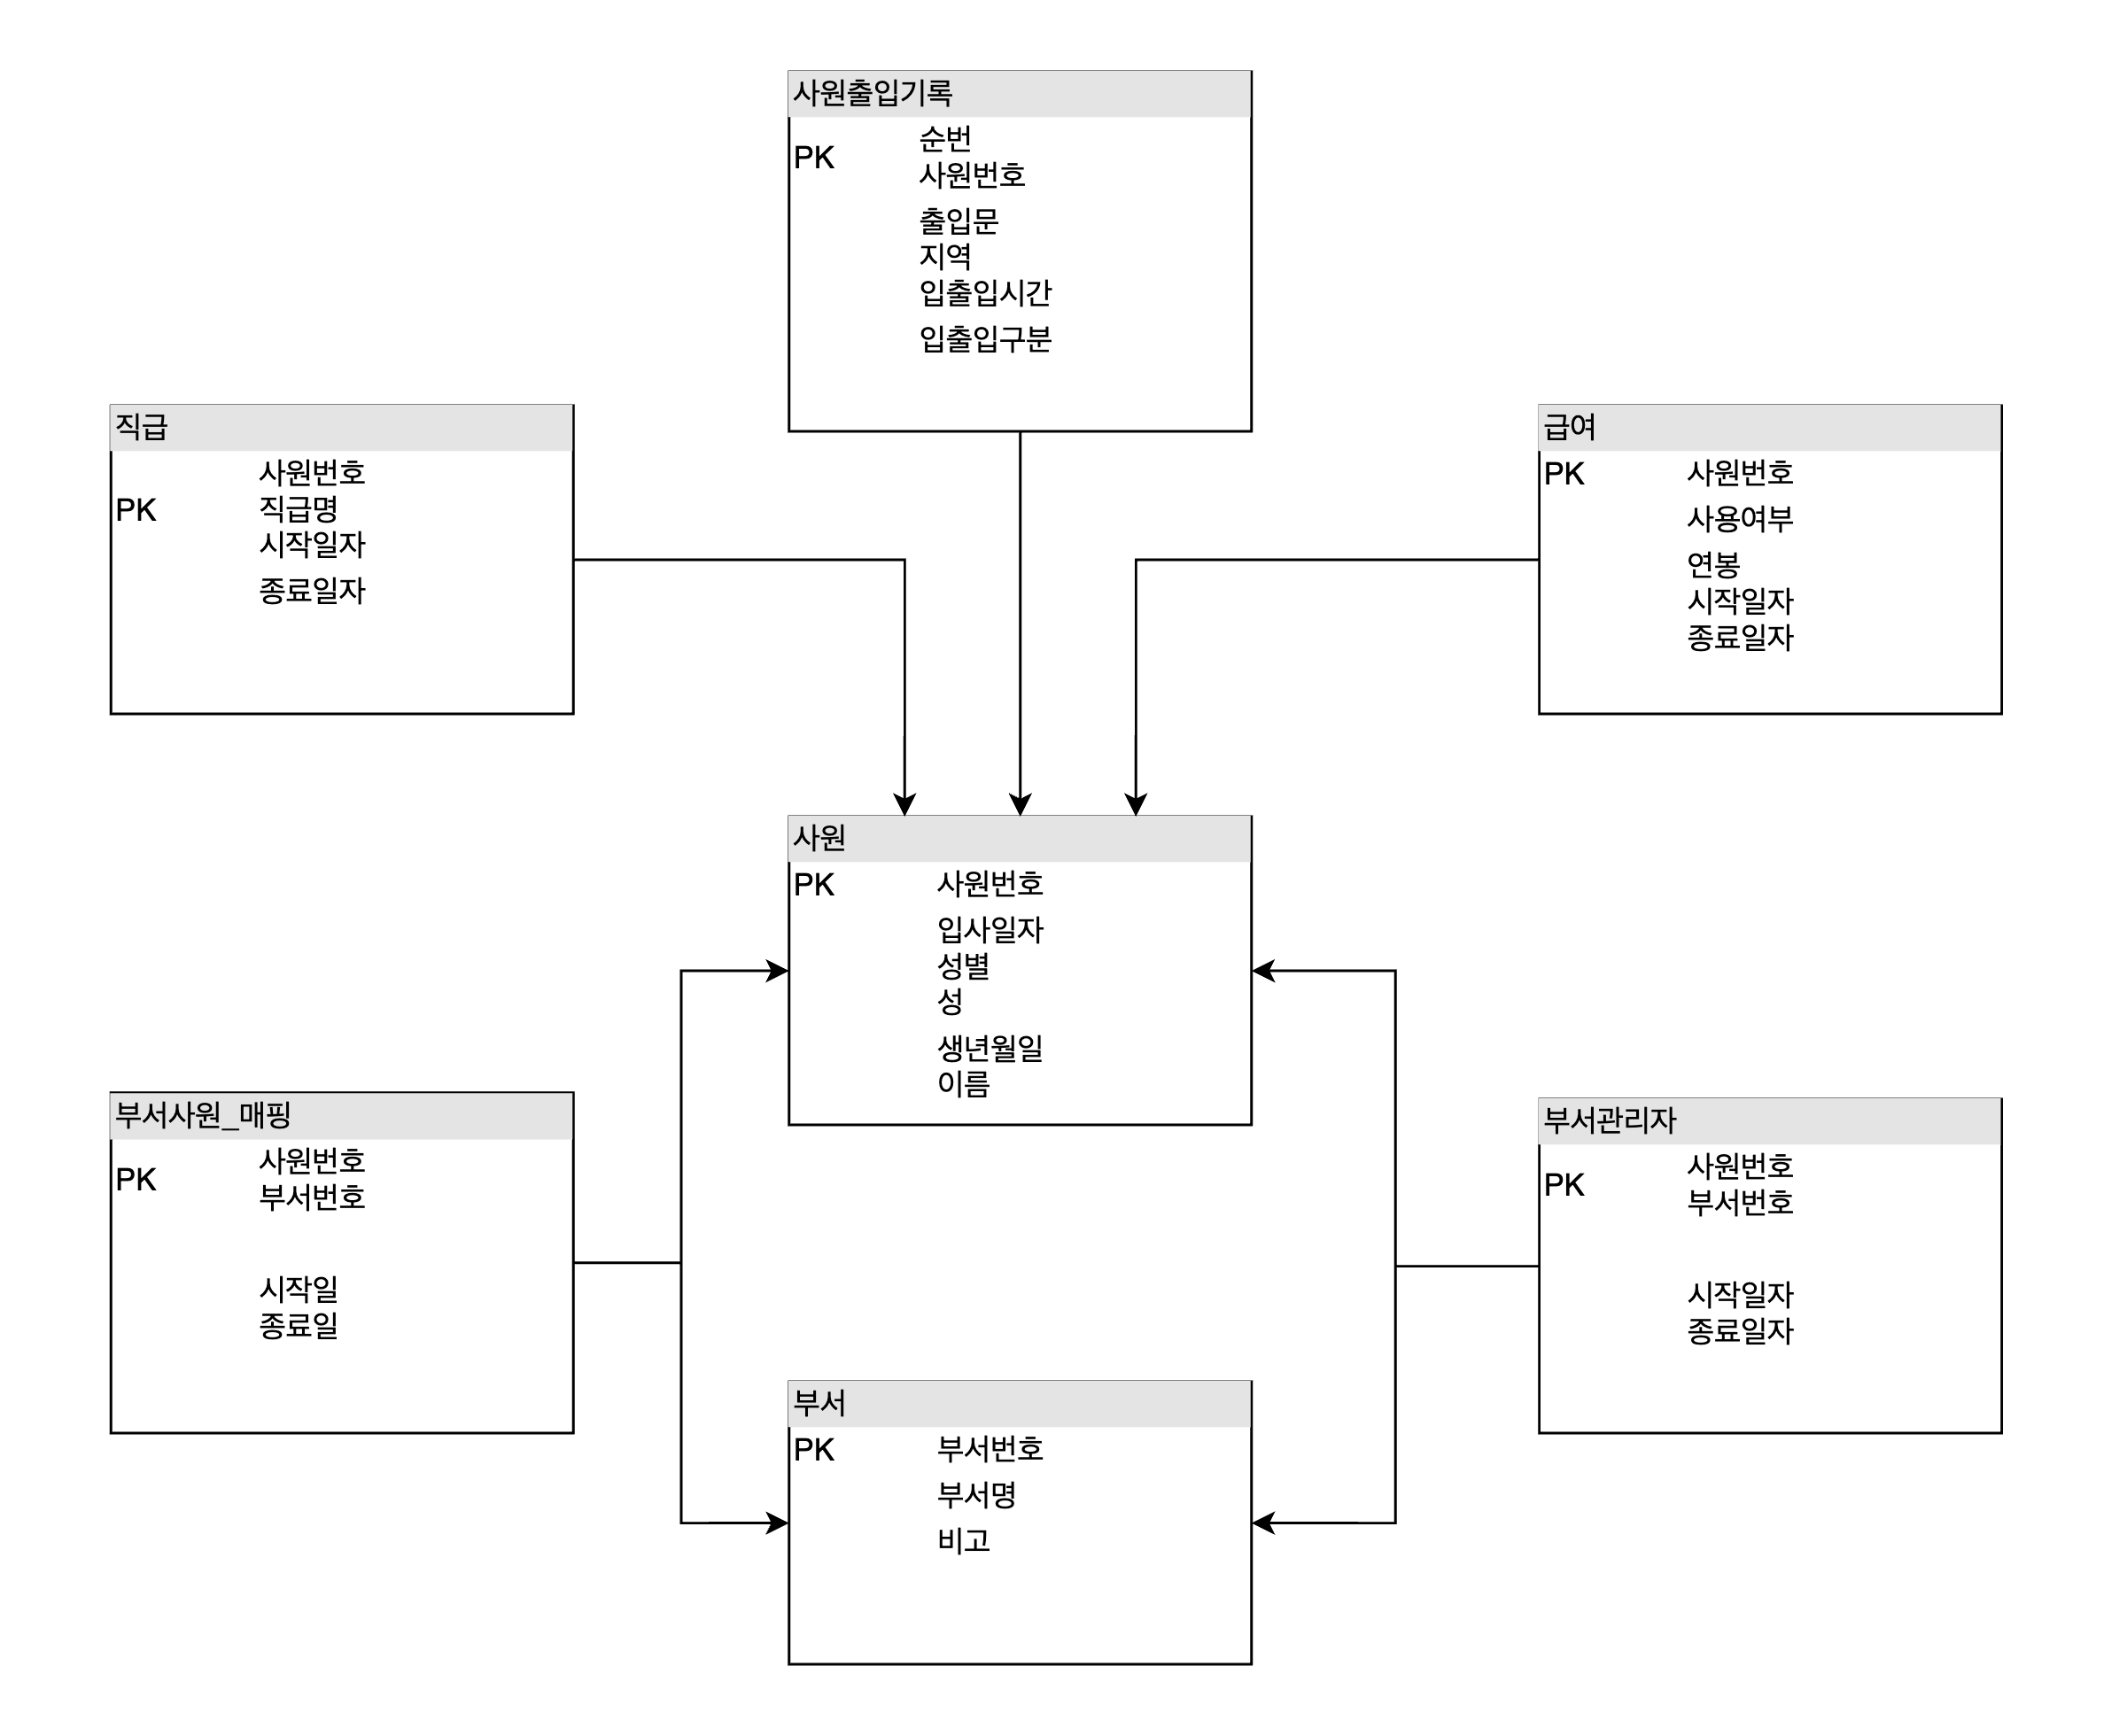 사원출입기록
PK
순번
사원번호
출입문
지역
입출입시간
입출입구분
직급
PK
사원번호
직급명
시작일자
종료일자
급여
PK
사원번호
사용여부
연봉
시작일자
종료일자
사원
PK
사원번호
입사일자
성별
성
생년월일
이름
부서사원_매핑
PK
사원번호
부서번호
시작일
종료일
부서관리자
PK
사원번호
부서번호
시작일자
종료일자
부서
PK
부서번호
부서명
비고